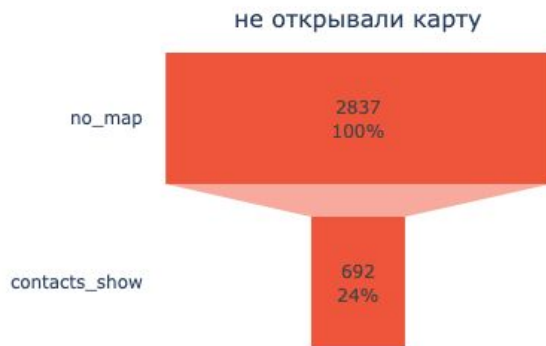 не открывали карту
no_map
2837
100%
contacts_show
692
24%